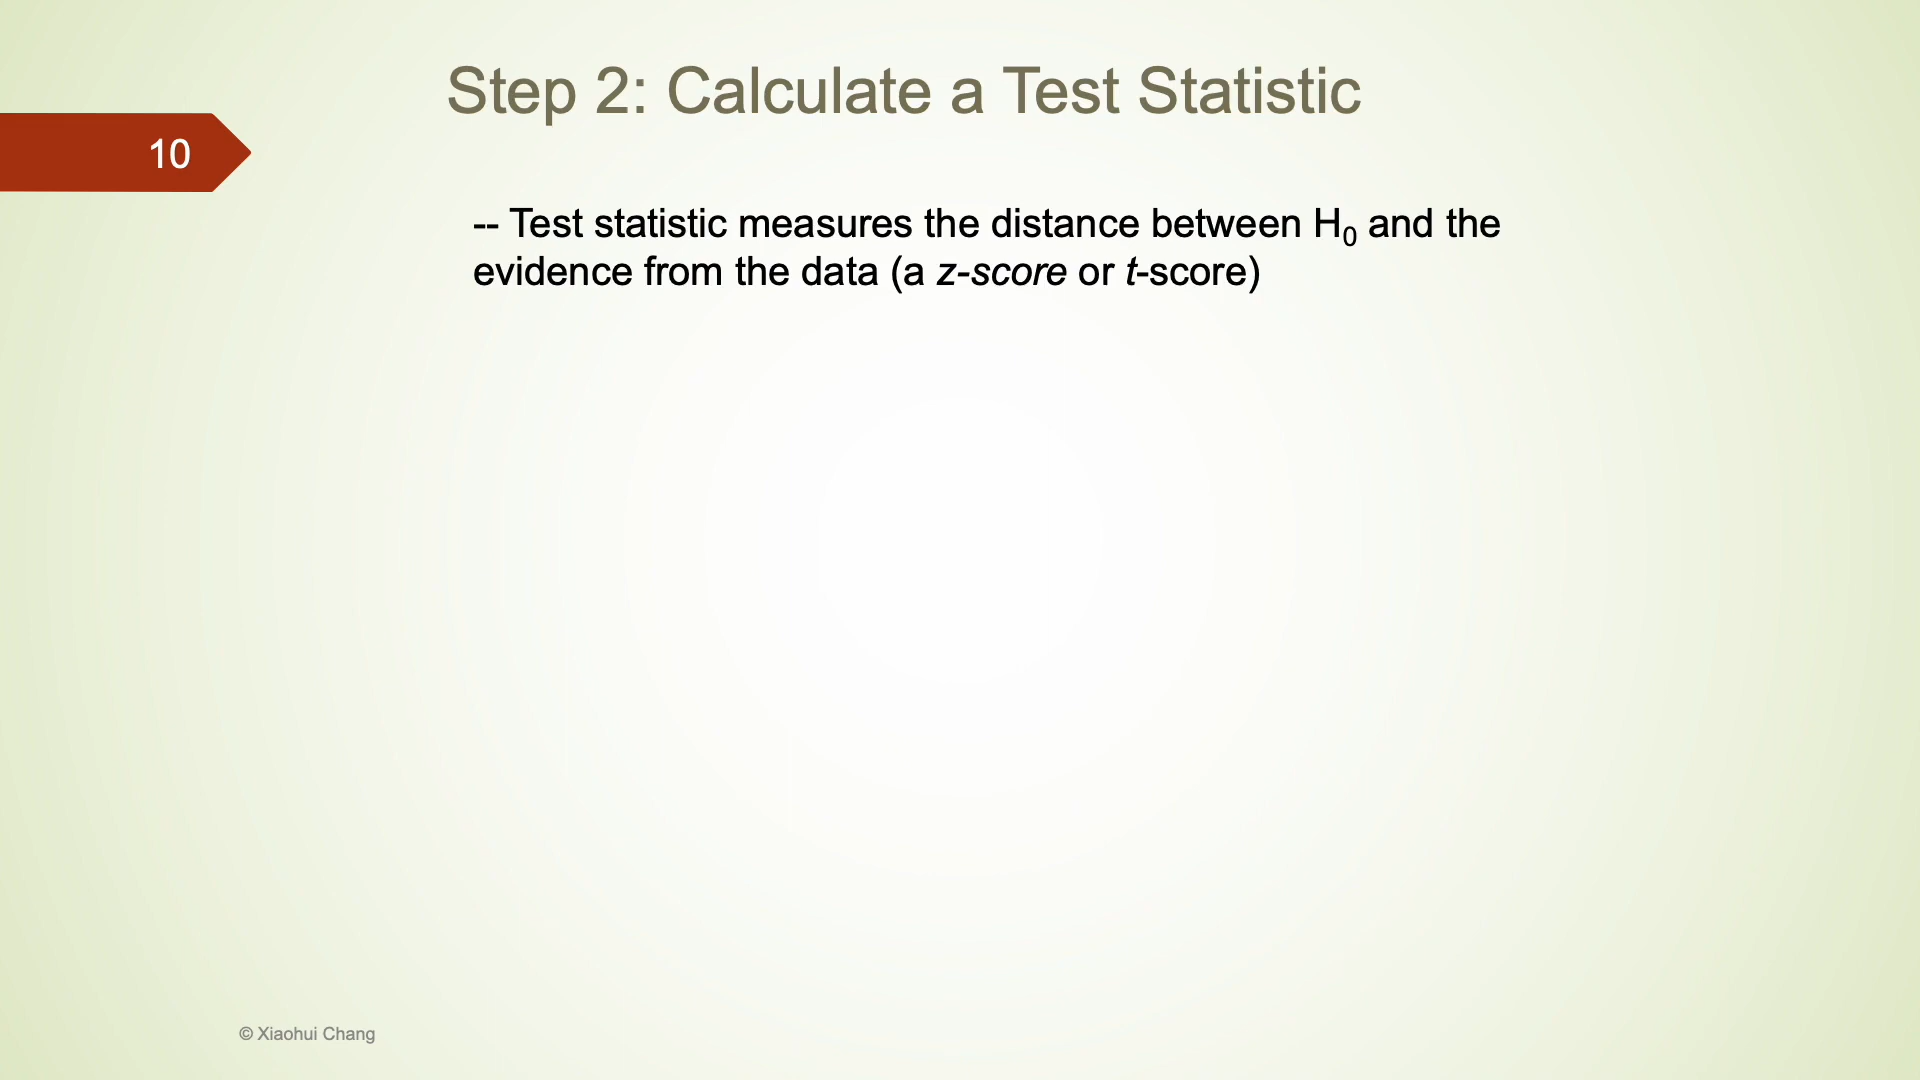 Step 2: Calculate a Test Statistic
10
-- Test statistic measures the distance between H₀ and the
evidence from the data (a z-score or t-score)
© Xiaohui Chang